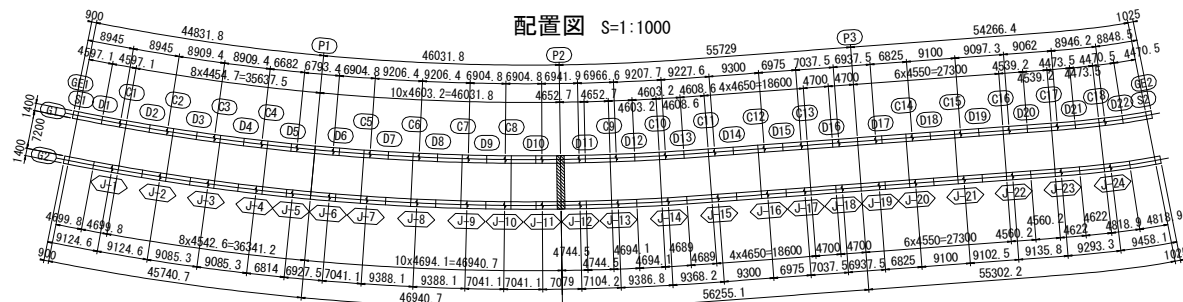 配置図 S=1:1000
900 44831.8 P1 46031.8 P2 55729 P3 54266.4 1025
8945 8945 8909.4 8909.4 6682 6793.4 6904.8 9206.4 9206.4 6904.8 6904.8 6941.9 6966.6 9207.7 9227.6 9300 6975 7037.5 6937.5 6825 9100 9097.3 9062 8946.2 8848.5
4597.1 4597.1 8x4454.7=35637.5 10x4603.2=46031.8 4652.7 4652.7 4603.2 4603.2 4608.6 4608.6 4x4650=18600 4700 4700 6x4550=27300 4539.2 4539.2 4473.5 4473.5 4470.5 4470.5
GE1 S1 D1 C1 D2 C2 D3 C3 D4 C4 D5 D6 C5 D7 C6 D8 C7 D9 C8 D10 D11 C9 D12 C10 D13 C11 D14 C12 D15 C13 D16 D17 C14 D18 C15 D19 C16 D20 C17 D21 C18 D22 S2 GE2
1400 7200 1400
G1
G2
J-1 J-2 J-3 J-4 J-5 J-6 J-7 J-8 J-9 J-10 J-11 J-12 J-13 J-14 J-15 J-16 J-17 J-18 J-19 J-20 J-21 J-22 J-23 J-24
4699.8 4699.8 8x4542.6=36341.2 10x4694.1=46940.7 4744.5 4744.5 4694.1 4694.1 4689 4689 4x4650=18600 4700 4700 6x4550=27300 4560.2 4560.2 4622 4622 4818.9 4818.9
9124.6 9124.6 9085.3 9085.3 6814 6927.5 7041.1 9388.1 9388.1 7041.1 7041.1 7079 7104.2 9386.8 9368.2 9300 6975 7037.5 6937.5 6825 9100 9102.5 9135.8 9293.3 9458.1
900 45740.7 46940.7 56255.1 55302.2 1025